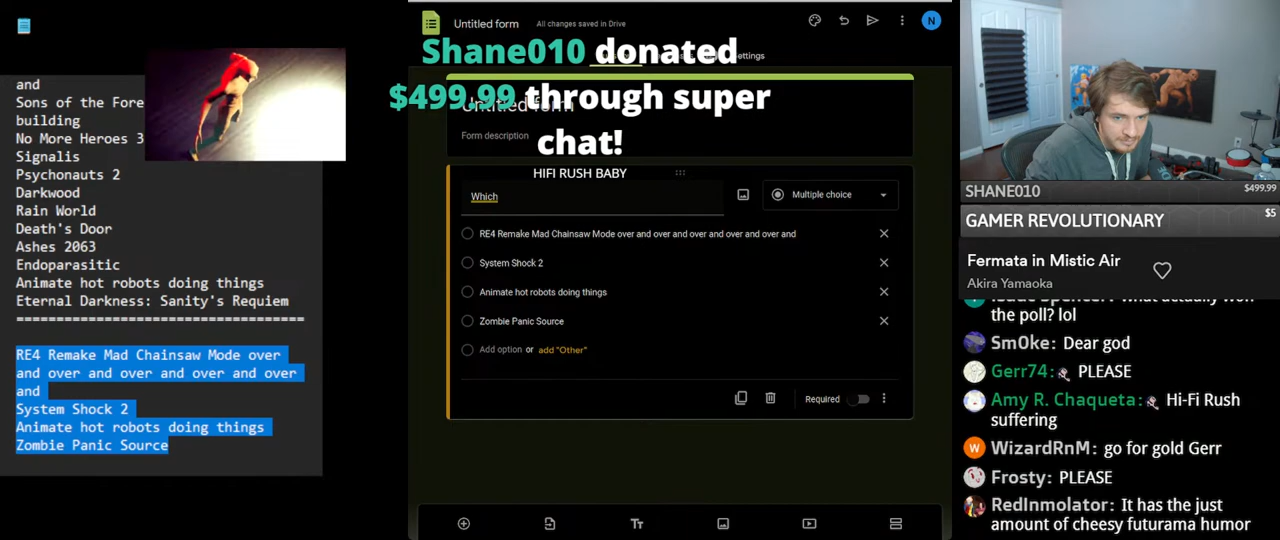 and
Sons of the Fore
building
No More Heroes 3
Signalis
Psychonauts 2
Darkwood
Rain World
Death's Door
Ashes 2063
Endoparasitic
Animate hot robots doing things
Eternal Darkness: Sanity's Requiem
==================================
RE4 Remake Mad Chainsaw Mode over
and over and over and over and over
and
System Shock 2
Animate hot robots doing things
Zombie Panic Source
Untitled form
All changes saved in Drive
N
Settings
Shane010 donated
$499.99 through super
chat!
Untitled form
Form description
HIFI RUSH BABY
Which
Multiple choice
RE4 Remake Mad Chainsaw Mode over and over and over and over and over and
System Shock 2
Animate hot robots doing things
Zombie Panic Source
Add option or add "Other"
Required
Tт
SHANE010 $499.99
GAMER REVOLUTIONARY $5
Fermata in Mistic Air
Akira Yamaoka
the poll? lol
Sm0ke: Dear god
Gerr74: PLEASE
Amy R. Chaqueta: Hi-Fi Rush
suffering
W WizardRnM: go for gold Gerr
Frosty: PLEASE
RedInmolator: It has the just
amount of cheesy futurama humor